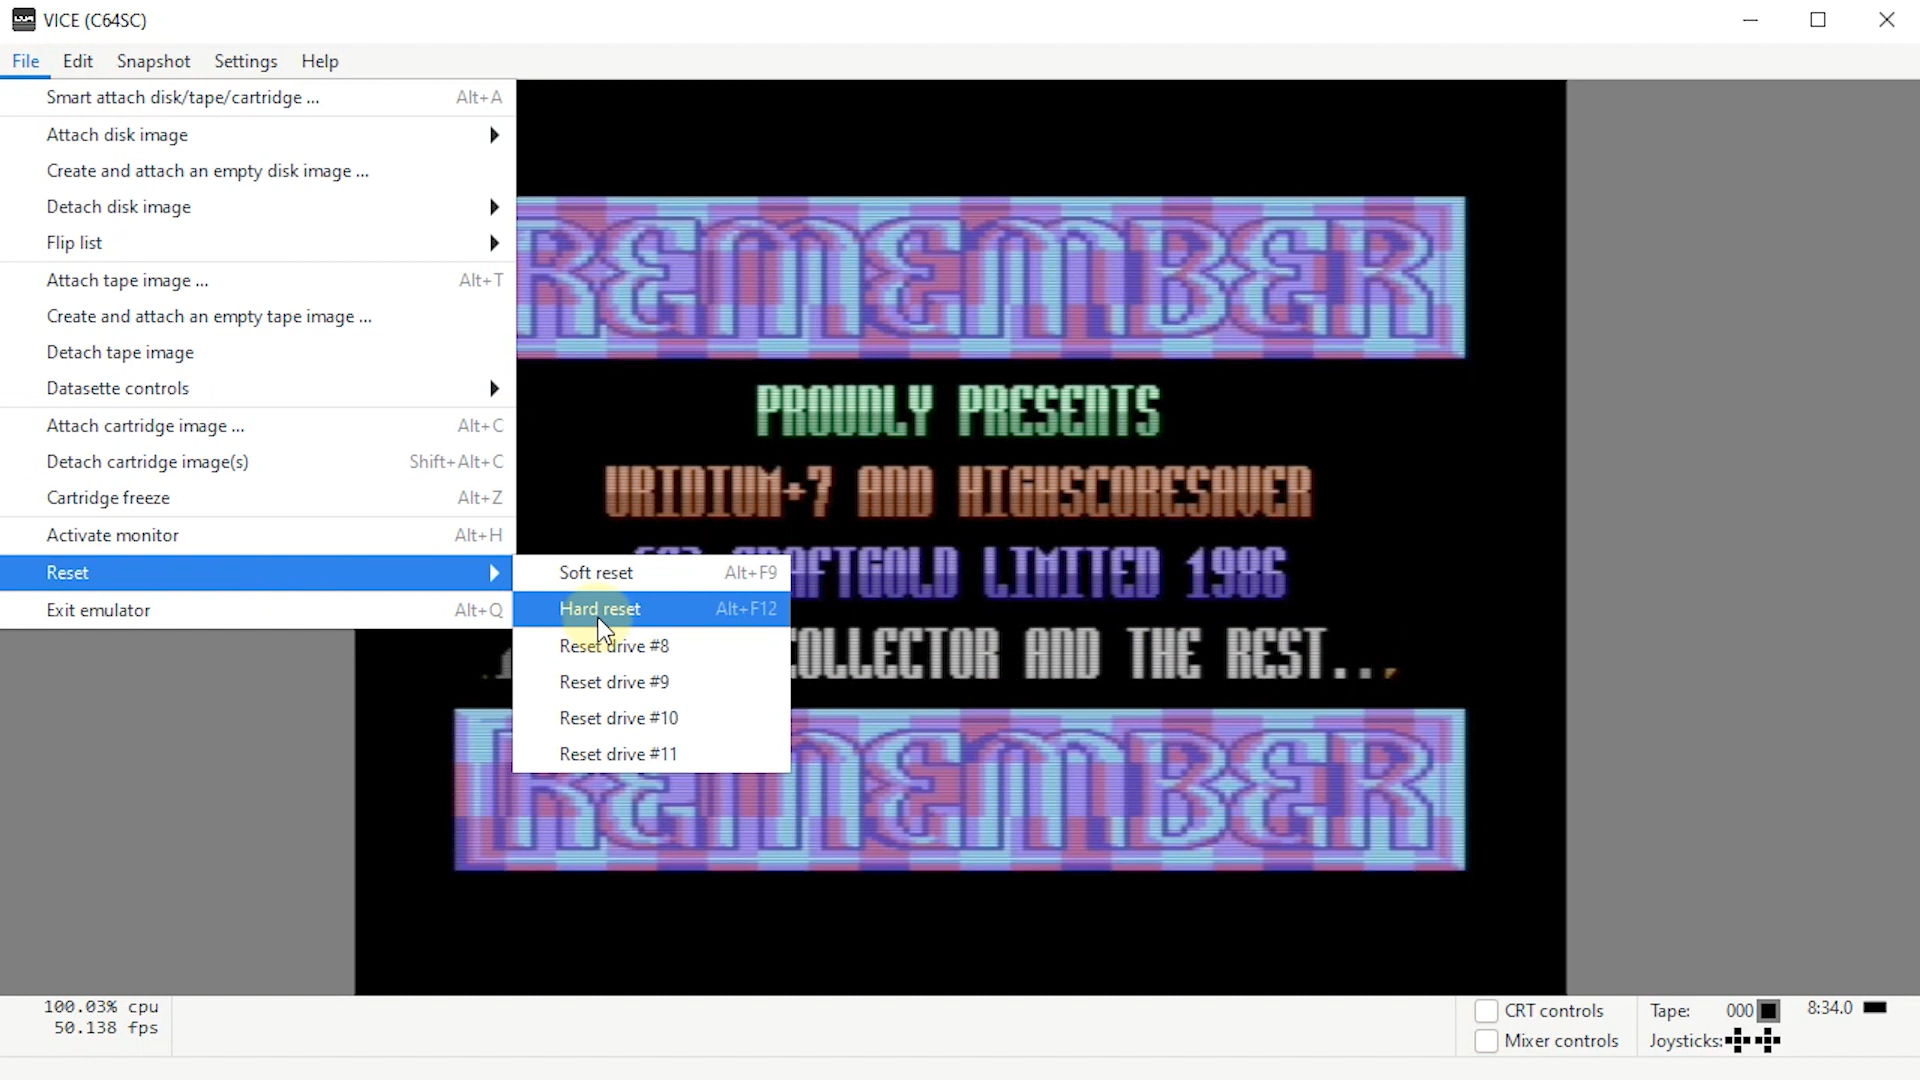 VICE (C64SC)
File Edit Snapshot Settings Help
Smart attach disk/tape/cartridge ... Alt+A
Attach disk image
Create and attach an empty disk image ...
Detach disk image
Flip list
Attach tape image ... Alt+T
Create and attach an empty tape image ...
Detach tape image
Datasette controls
Attach cartridge image ... Alt+C
Detach cartridge image(s) Shift+Alt+C
Cartridge freeze Alt+Z
Activate monitor Alt+H
Reset
Exit emulator Alt+Q
Soft reset Alt+F9
Hard reset Alt+F12
Reset drive #8
Reset drive #9
Reset drive #10
Reset drive #11
REMEMBER
PROUDLY PRESENTS
URIDIUM+7 AND HIGHSCORESAVER
LIMITED 1986
COLLECTOR AND THE REST..
REMEMBER
100.03% cpu
50.138 fps
CRT controls
Mixer controls
Tape: 000
Joysticks:
8:34.0